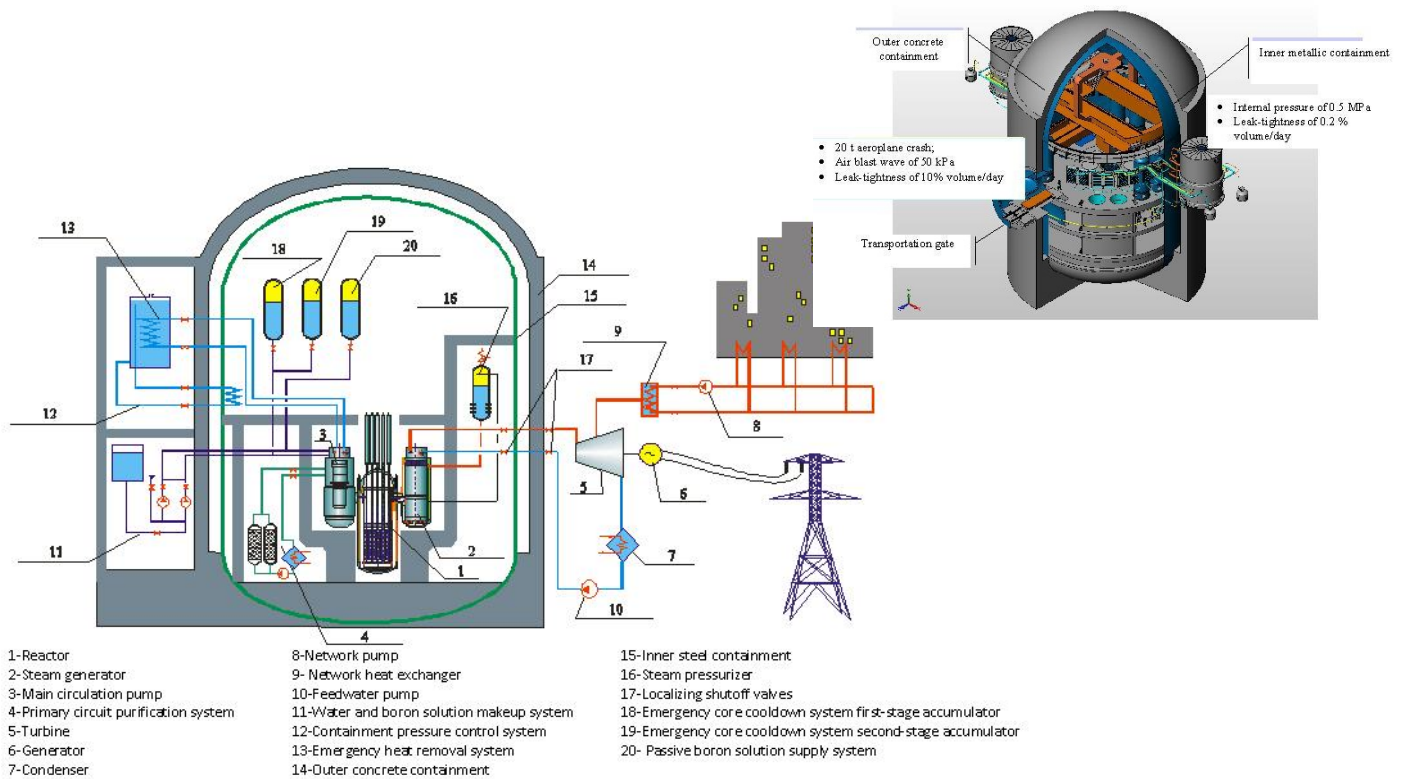 Outer concrete
containment
Inner metallic containment
• Internal pressure of 0.5 MPa
• Leak-tightness of 0.2 %
volume/day
• 20 t aeroplane crash;
• Air blast wave of 50 kPa
• Leak-tightness of 10% volume/day
Transportation gate
13
18
19
20
14
16
15
9
17
12
3
8
5
6
11
2
7
1
10
4
1-Reactor
2-Steam generator
3-Main circulation pump
4-Primary circuit purification system
5-Turbine
6-Generator
7-Condenser
8-Network pump
9- Network heat exchanger
10-Feedwater pump
11-Water and boron solution makeup system
12-Containment pressure control system
13-Emergency heat removal system
14-Outer concrete containment
15-Inner steel containment
16-Steam pressurizer
17-Localizing shutoff valves
18-Emergency core cooldown system first-stage accumulator
19-Emergency core cooldown system second-stage accumulator
20- Passive boron solution supply system